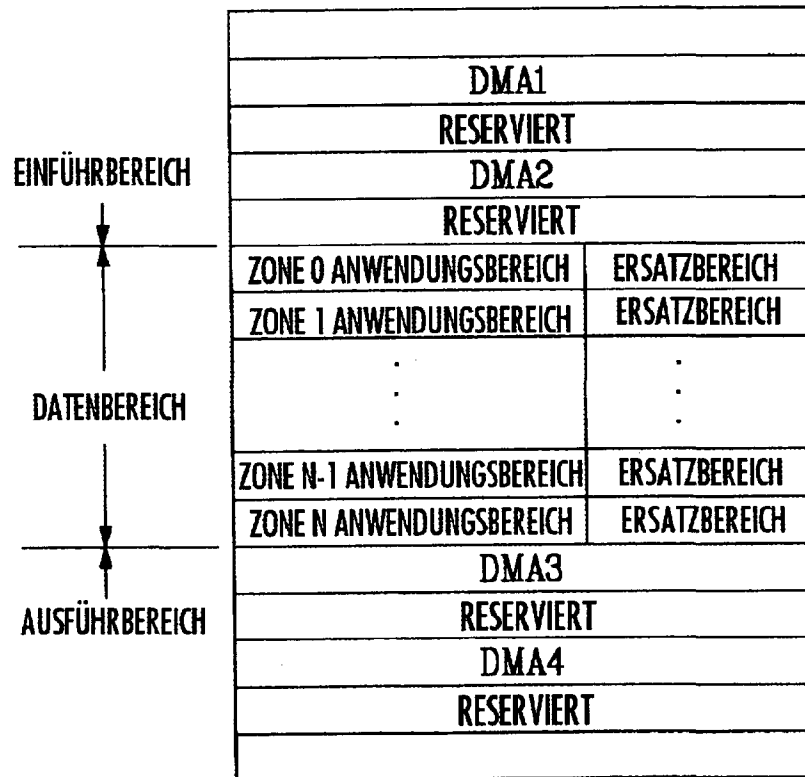 DMA1
RESERVIERT
EINFÜHRBEREICH
DMA2
RESERVIERT
ZONE 0 ANWENDUNGSBEREICH ERSATZBEREICH
ZONE 1 ANWENDUNGSBEREICH ERSATZBEREICH
DATENBEREICH
ZONE N-1 ANWENDUNGSBEREICH ERSATZBEREICH
ZONE N ANWENDUNGSBEREICH ERSATZBEREICH
DMA3
AUSFÜHRBEREICH
RESERVIERT
DMA4
RESERVIERT